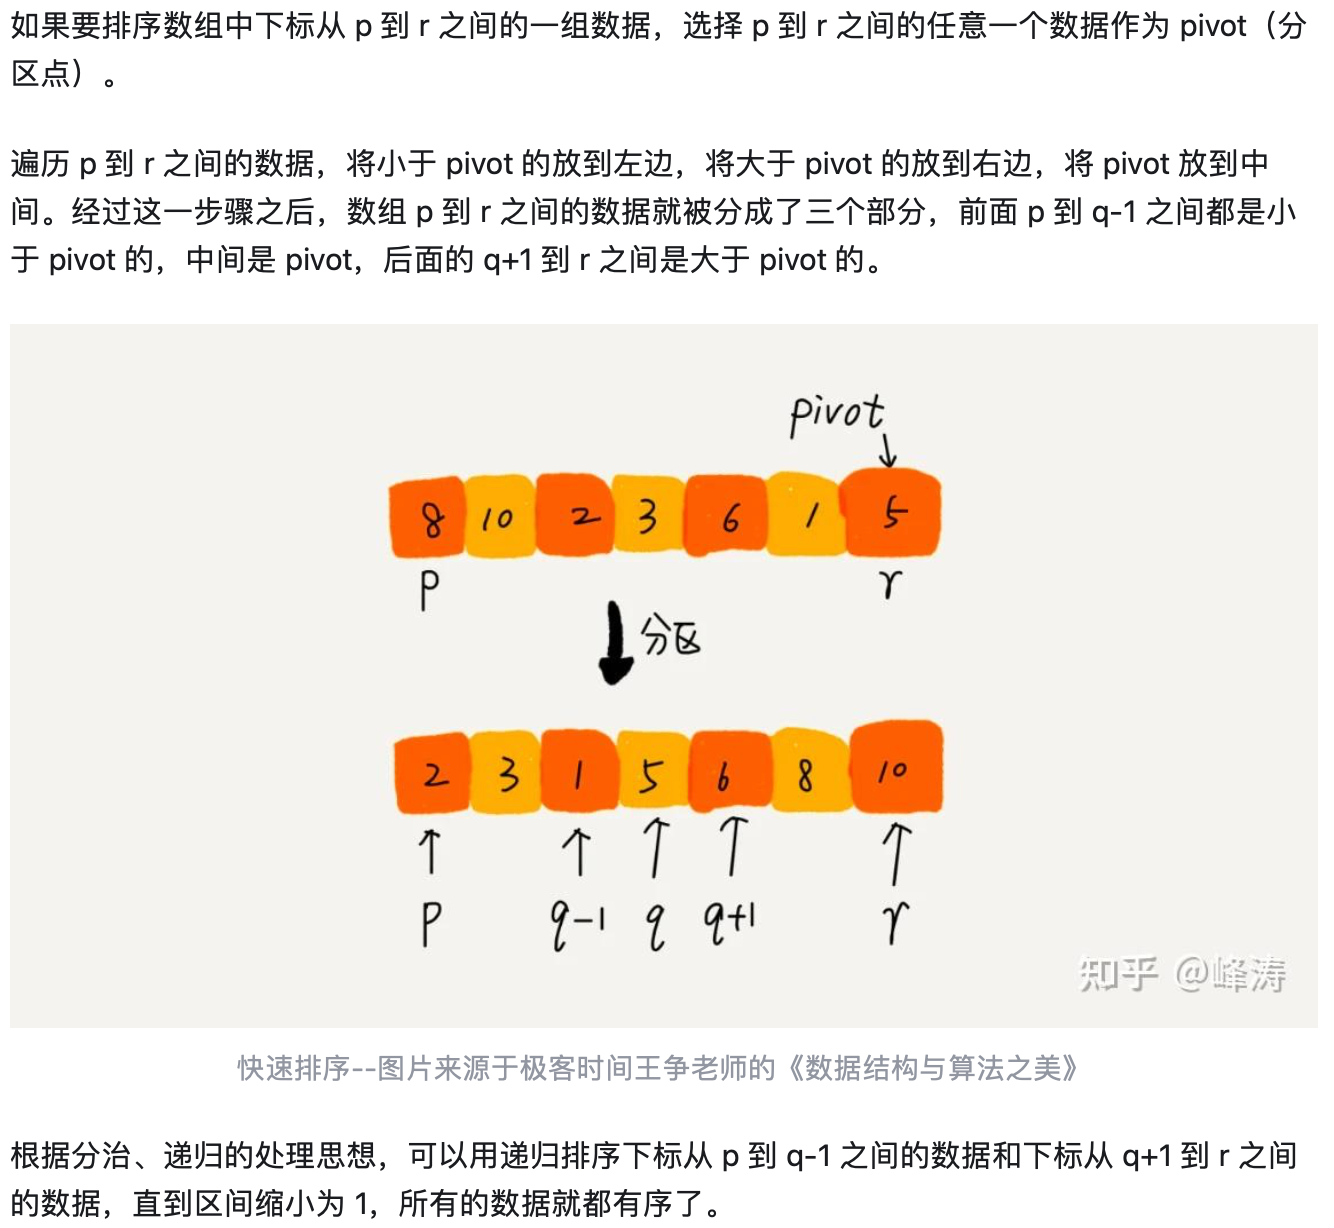 如果要排序数组中下标从 p 到 r 之间的一组数据，选择 p 到 r 之间的任意一个数据作为 pivot（分
区点）。
遍历 p 到 r 之间的数据，将小于 pivot 的放到左边，将大于 pivot 的放到右边，将 pivot 放到中
间。经过这一步骤之后，数组 p 到 r 之间的数据就被分成了三个部分，前面 p 到 q-1 之间都是小
于 pivot 的，中间是 pivot，后面的 q+1 到 r 之间是大于 pivot 的。
pivot
8 10 2 3 6 1 5
p r
分区
2 3 1 5 6 8 10
p q-1 q q+1 r
知乎 @峰涛
快速排序--图片来源于极客时间王争老师的《数据结构与算法之美》
根据分治、递归的处理思想，可以用递归排序下标从 p 到 q-1 之间的数据和下标从 q+1 到 r 之间
的数据，直到区间缩小为 1，所有的数据就都有序了。